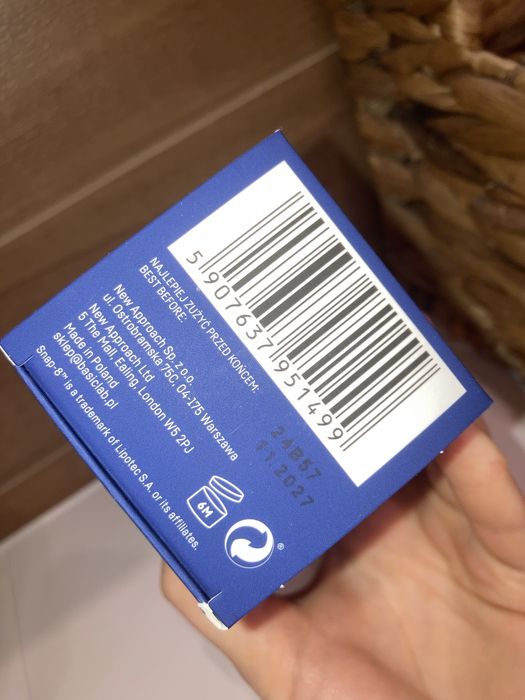 5 907637 951499
NAJLEPIEJ ZUŻYĆ PRZED KOŃCEM:
BEST BEFORE:
24B57
11.2027
New Approach Sp. z o.o.
ul. Ostrobramska 75C, 04-175 Warszawa
New Approach Ltd
5 The Mall, Ealing, London W5 2PJ
Made in Poland
sklep@basiclab.pl
Snap-8™ is a trademark of Lipotec S.A. or its affiliates.
6M
®